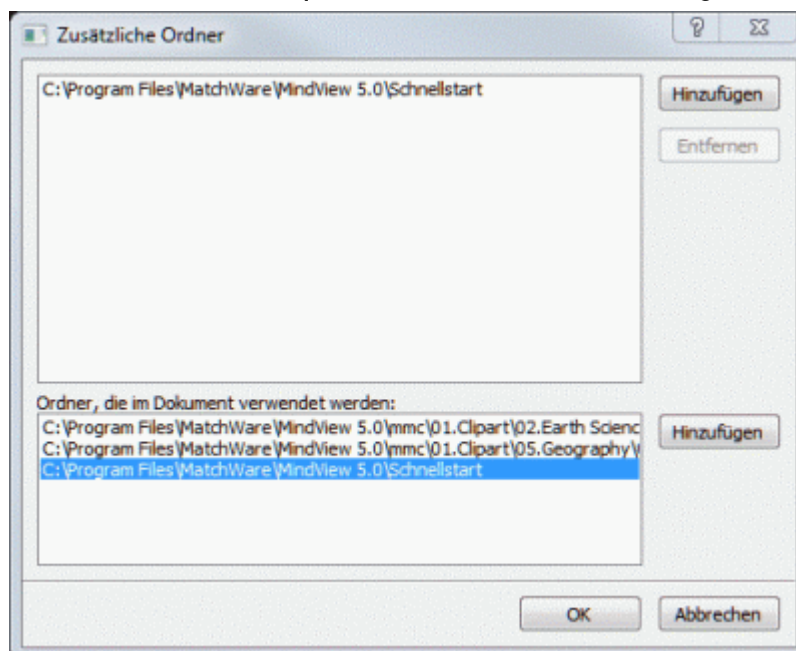 Zusätzliche Ordner
C:\Program Files\MatchWare\MindView 5.0\Schnellstart
Hinzufügen
Entfernen
Ordner, die im Dokument verwendet werden:
C:\Program Files\MatchWare\MindView 5.0\mmc\01.Clipart\02.Earth Scienc
Hinzufügen
C:\Program Files\MatchWare\MindView 5.0\mmc\01.Clipart\05.Geography\
C:\Program Files\MatchWare\MindView 5.0\Schnellstart
OK
Abbrechen